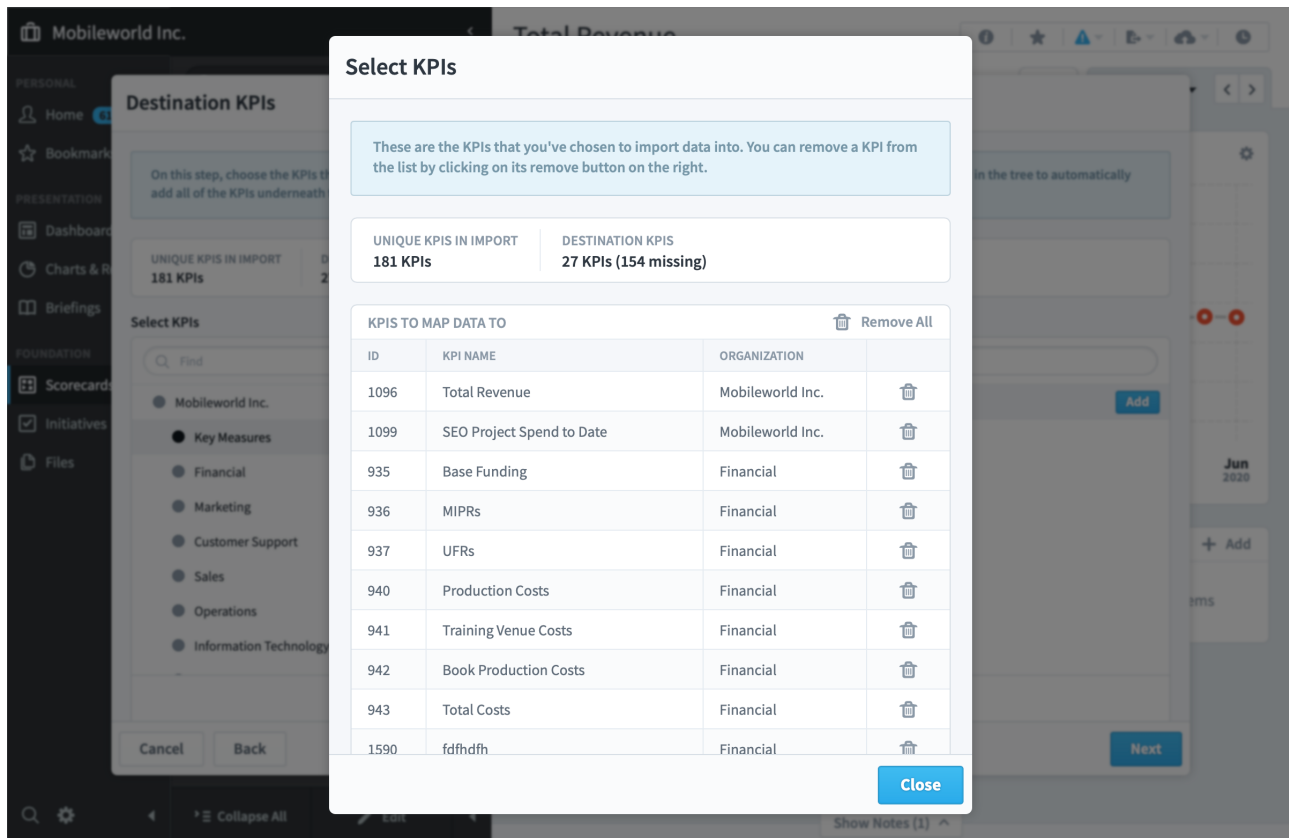 Mobileworld Inc.
Total Revenue
PERSONAL
Home
Bookmark
PRESENTATION
Dashboard
Charts & R
Briefings
FOUNDATION
Scorecards
Initiatives
Files
Destination KPIs
On this step, choose the KPIs th
in the tree to automatically
add all of the KPIs underneath
UNIQUE KPIS IN IMPORT
181 KPIs
Select KPIs
Find
Mobileworld Inc.
Add
Key Measures
Financial
Marketing
Customer Support
Sales
Operations
Information Technology
Cancel
Back
Next
Select KPIs
These are the KPIs that you've chosen to import data into. You can remove a KPI from
the list by clicking on its remove button on the right.
UNIQUE KPIS IN IMPORT DESTINATION KPIS
181 KPIs 27 KPIs (154 missing)
KPIS TO MAP DATA TO Remove All
ID KPI NAME ORGANIZATION
1096 Total Revenue Mobileworld Inc.
1099 SEO Project Spend to Date Mobileworld Inc.
935 Base Funding Financial
936 MIPRs Financial
937 UFRs Financial
940 Production Costs Financial
941 Training Venue Costs Financial
942 Book Production Costs Financial
943 Total Costs Financial
1590 fdfhdfh Financial
Close
Jun
2020
+ Add
Collapse All
Edit
Show Notes (1)